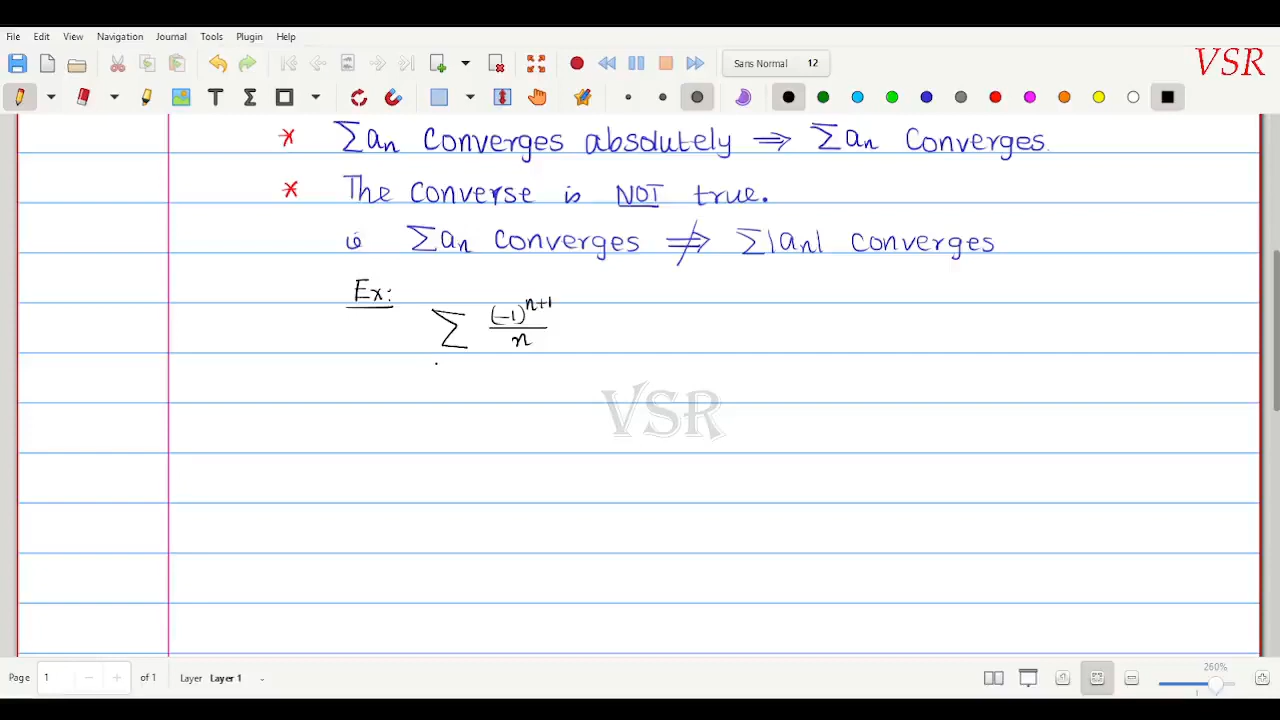 File Edit View Navigation Journal Tools Plugin Help
VSR
Sans Normal 12
* Σaₙ Converges absolutely ⟹ Σaₙ Converges
* The Converse is NOT true.
ie Σaₙ Converges ⇏ Σ|aₙ| Converges
Ex:
Σ (-1)ⁿ⁺¹/n
VSR
Page 1 of 1 Layer Layer 1 260%